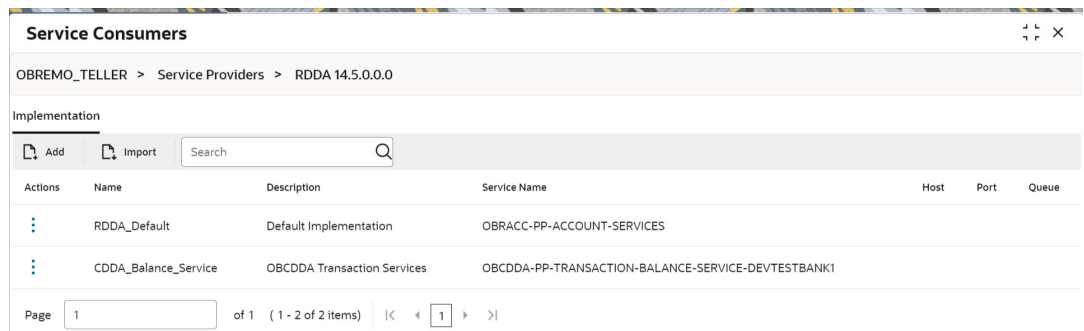 Service Consumers
OBREMO_TELLER > Service Providers > RDDA 14.5.0.0.0
Implementation
Add Import Search
Actions Name Description Service Name Host Port Queue
RDDA_Default Default Implementation OBRACC-PP-ACCOUNT-SERVICES
CDDA_Balance_Service OBCDDA Transaction Services OBCDDA-PP-TRANSACTION-BALANCE-SERVICE-DEVTESTBANK1
Page 1 of 1 ( 1 - 2 of 2 items) 1